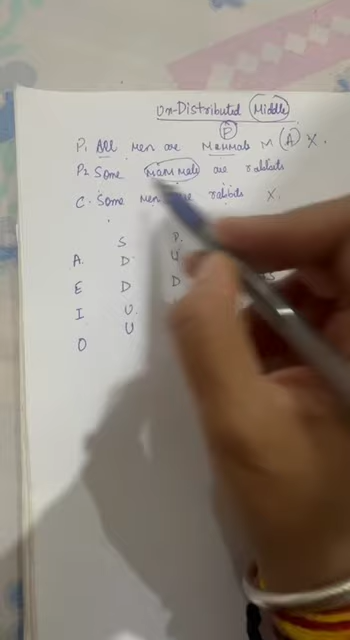 Un-Distributed Middle
P
P₁ All men are Mammals M A X.
P₂ Some mammals are rabbits
C. Some men are rabbits X.
S P.
A. D U
E D D
I U.
O U